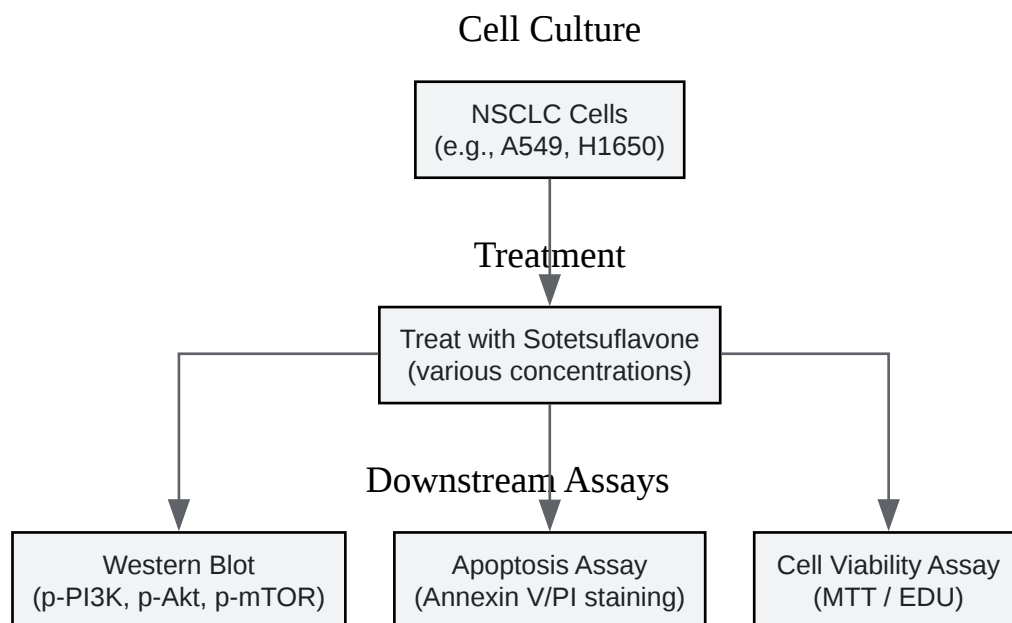 Cell Culture
NSCLC Cells
(e.g., A549, H1650)
Treatment
Treat with Sotetsuflavone
(various concentrations)
Downstream Assays
Western Blot
(p-PI3K, p-Akt, p-mTOR)
Apoptosis Assay
(Annexin V/PI staining)
Cell Viability Assay
(MTT / EDU)